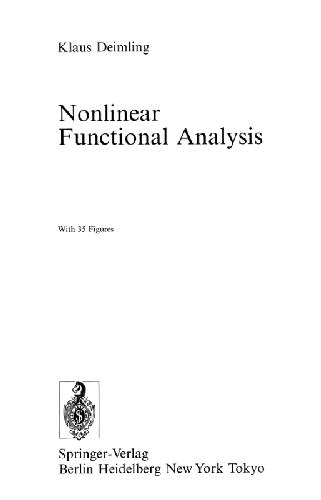 Klaus Deimling
Nonlinear
Functional Analysis
With 35 Figures
Springer-Verlag
Berlin Heidelberg New York Tokyo